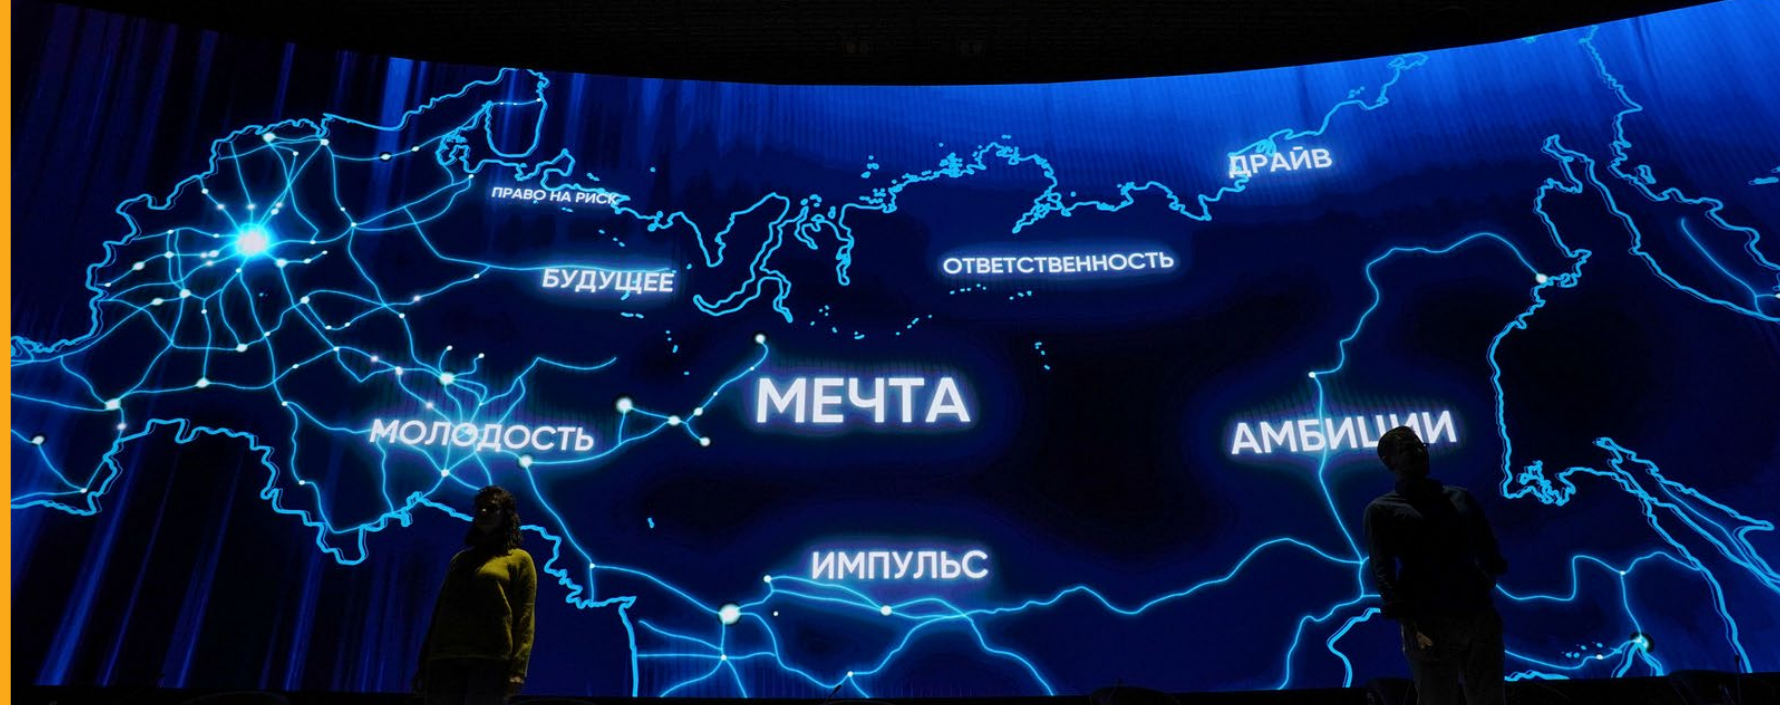 ДРАЙВ
ПРАВО НА РИСК
ОТВЕТСТВЕННОСТЬ
БУДУЩЕЕ
МЕЧТА
АМБИЦИИ
МОЛОДОСТЬ
ИМПУЛЬС